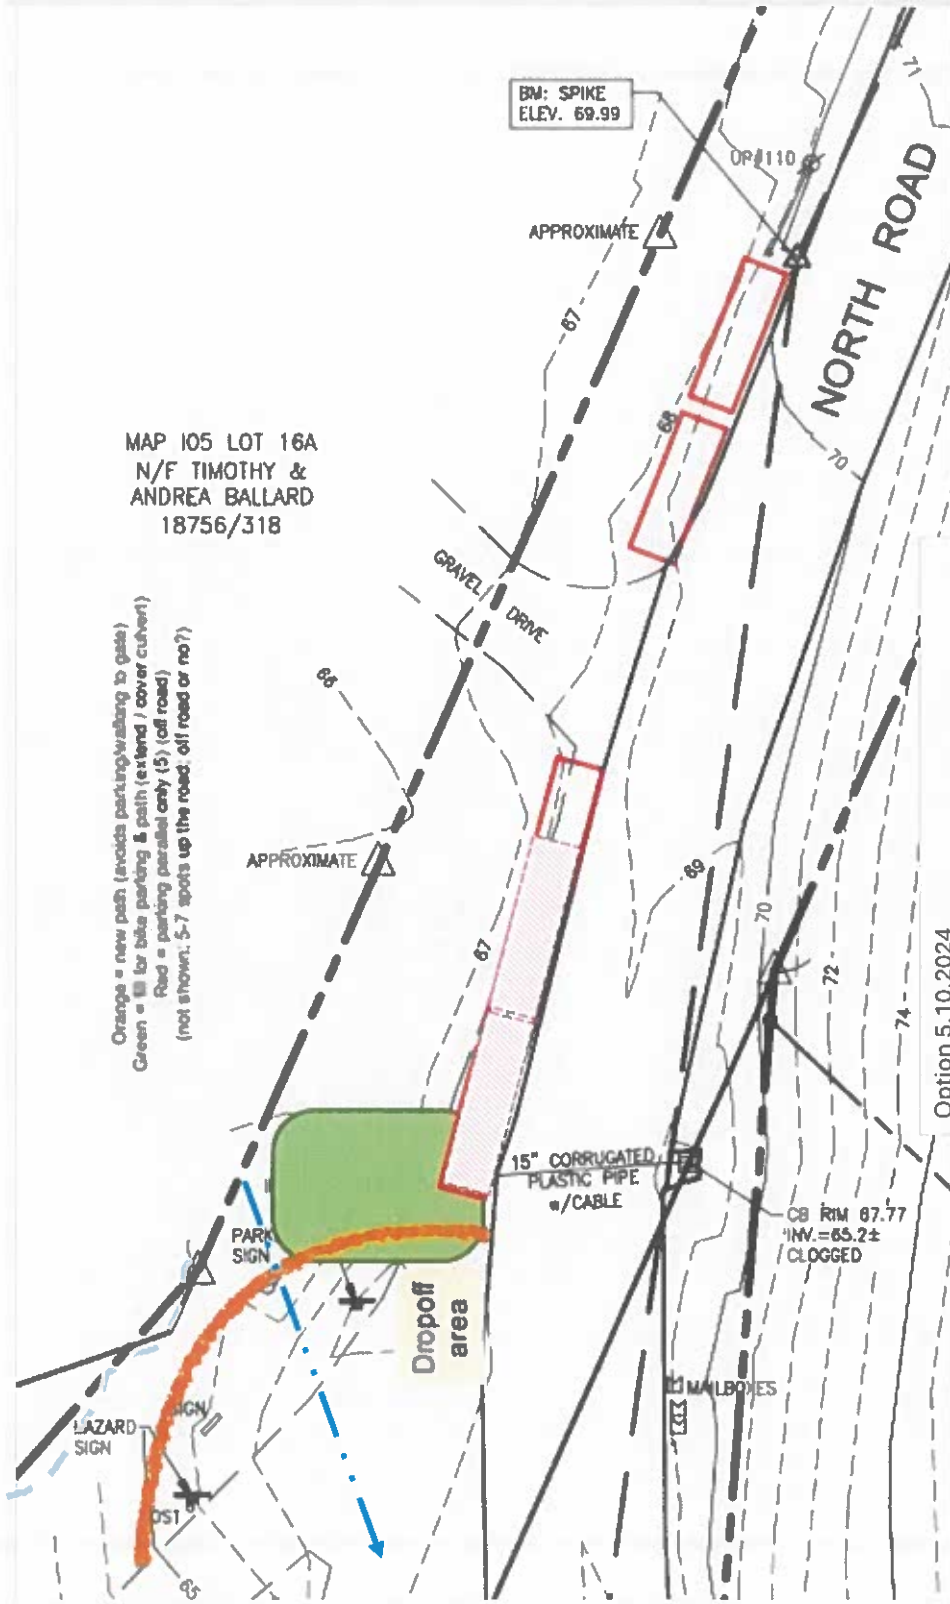 BM: SPIKE
ELEV. 69.99
71
UP#110
APPROXIMATE
NORTH ROAD
67
68
70
MAP 105 LOT 16A
N/F TIMOTHY &
ANDREA BALLARD
18756/318
GRAVEL DRIVE
Orange = new path (avoids parking/walking to gate)
Green = fill for bike parking & path (extend / cover culvert)
Red = parking parallel only (5) (off road)
(not shown: 5-7 spots up the road; off road or no?)
66
APPROXIMATE
69
67
70
72
74
Option 5.10.2024
15" CORRUGATED
PLASTIC PIPE
w/CABLE
CB RIM 67.77
INV.=65.2±
CLOGGED
PARK
SIGN
Dropoff
area
MAILBOXES
SIGN
SIGN
65